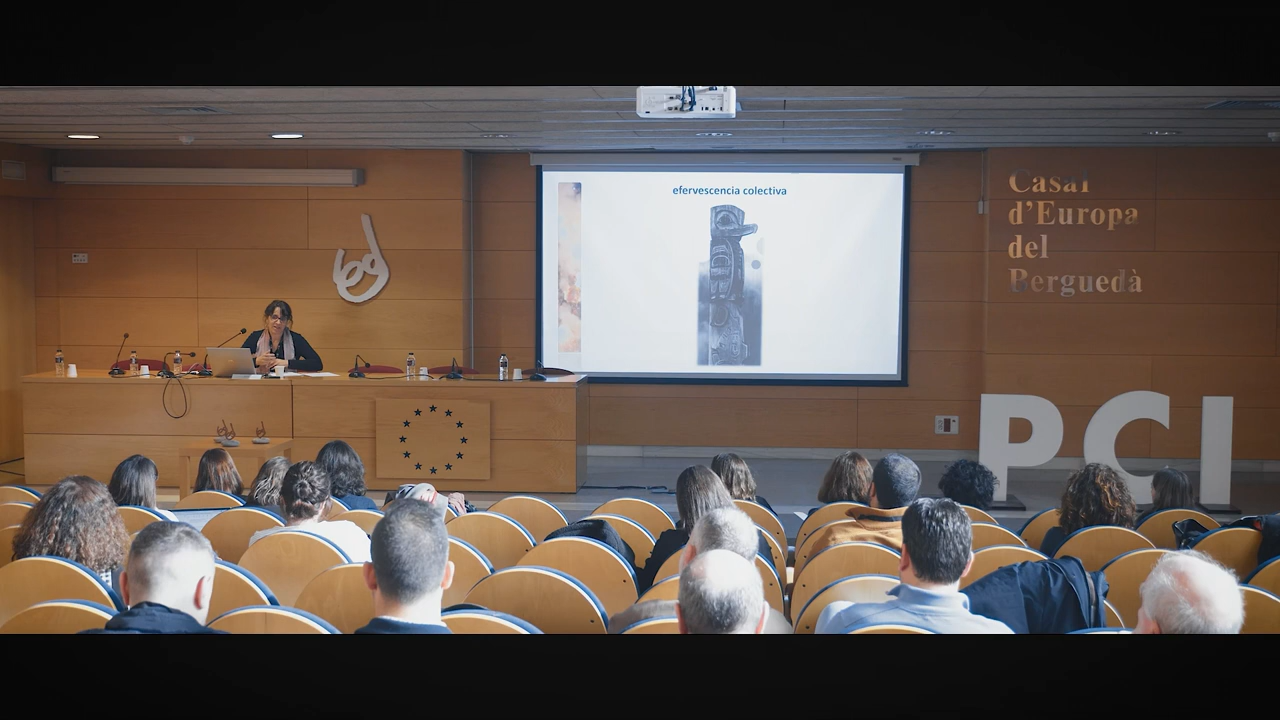 efervescencia colectiva
Casal
d'Europa
del
Berguedà
PCI